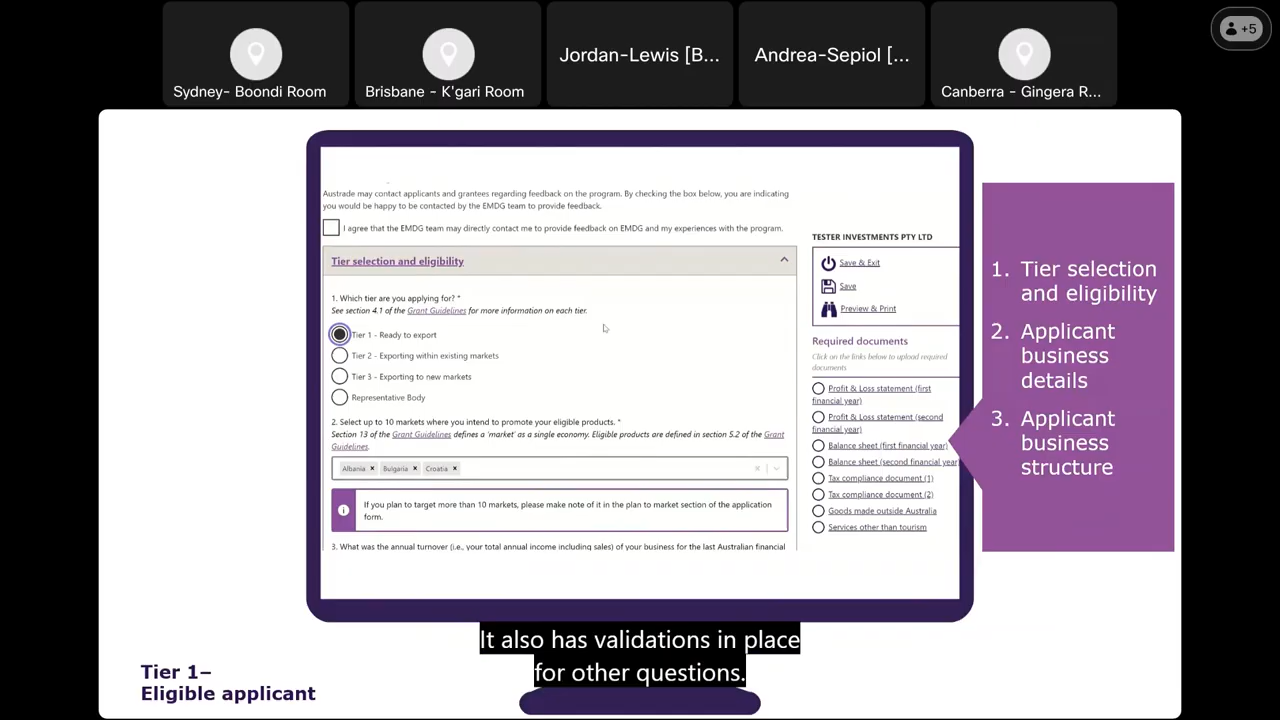 Sydney- Boondi Room
Brisbane - K'gari Room
Jordan-Lewis [B...
Andrea-Sepiol [...
Canberra - Gingera R...
+5
Austrade may contact applicants and grantees regarding feedback on the program. By checking the box below, you are indicating
you would be happy to be contacted by the EMDG team to provide feedback.
I agree that the EMDG team may directly contact me to provide feedback on EMDG and my experiences with the program.
Tier selection and eligibility
1. Which tier are you applying for? *
See section 4.1 of the Grant Guidelines for more information on each tier.
Tier 1 - Ready to export
Tier 2 - Exporting within existing markets
Tier 3 - Exporting to new markets
Representative Body
2. Select up to 10 markets where you intend to promote your eligible products. *
Section 13 of the Grant Guidelines defines a 'market' as a single economy. Eligible products are defined in section 5.2 of the Grant
Guidelines.
Albania × Bulgaria × Croatia ×
If you plan to target more than 10 markets, please make note of it in the plan to market section of the application
form.
3. What was the annual turnover (i.e., your total annual income including sales) of your business for the last Australian financial
TESTER INVESTMENTS PTY LTD
Save & Exit
Save
Preview & Print
Required documents
Click on the links below to upload required
documents
Profit & Loss statement (first
financial year)
Profit & Loss statement (second
financial year)
Balance sheet (first financial year)
Balance sheet (second financial year
Tax compliance document (1)
Tax compliance document (2)
Goods made outside Australia
Services other than tourism
1. Tier selection
and eligibility
2. Applicant
business
details
3. Applicant
business
structure
It also has validations in place
for other questions.
Tier 1–
Eligible applicant